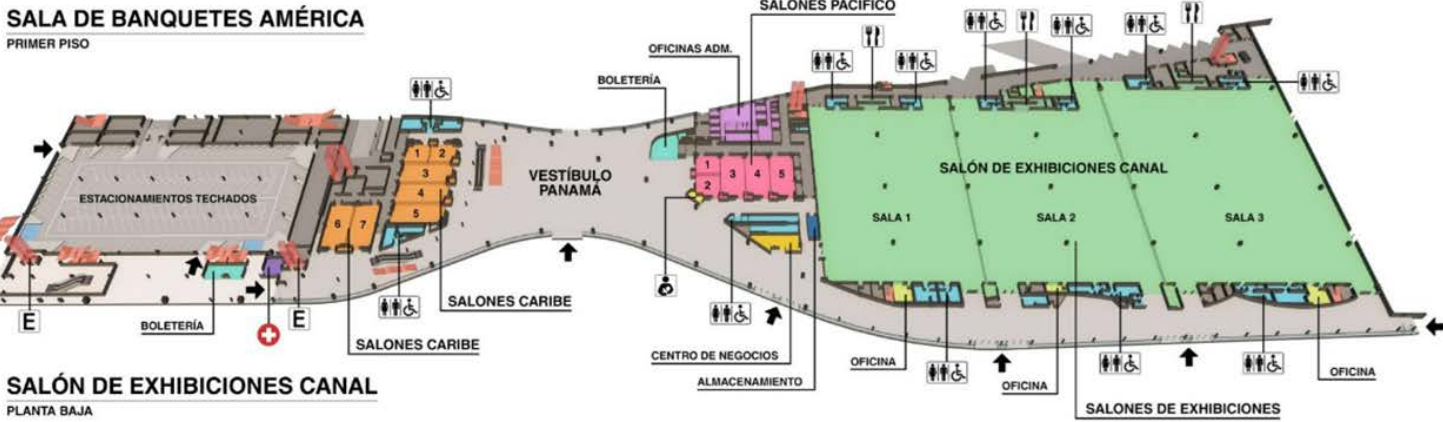 SALA DE BANQUETES AMÉRICA
PRIMER PISO
SALONES PACÍFICO
OFICINAS ADM.
BOLETERÍA
1 2
3
4
5
6 7
1
2
3 4 5
VESTÍBULO
PANAMÁ
ESTACIONAMIENTOS TECHADOS
SALÓN DE EXHIBICIONES CANAL
SALA 1
SALA 2
SALA 3
E
BOLETERÍA
E
SALONES CARIBE
SALONES CARIBE
CENTRO DE NEGOCIOS
ALMACENAMIENTO
OFICINA
OFICINA
OFICINA
SALONES DE EXHIBICIONES
SALÓN DE EXHIBICIONES CANAL
PLANTA BAJA